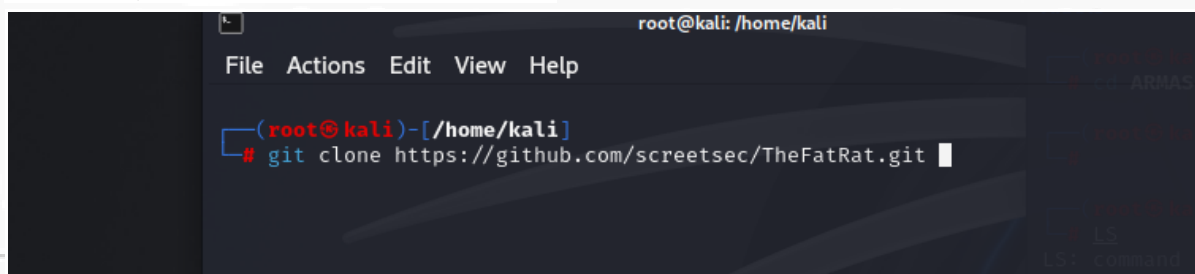 root@kali: /home/kali
File Actions Edit View Help
cd ARMAS
┌──(root㉿kali)-[/home/kali]
└─# git clone https://github.com/screetsec/TheFatRat.git
LS
LS: command